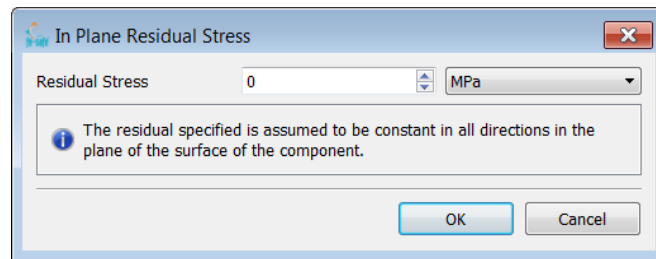 In Plane Residual Stress
Residual Stress 0 MPa
The residual specified is assumed to be constant in all directions in the
plane of the surface of the component.
OK Cancel